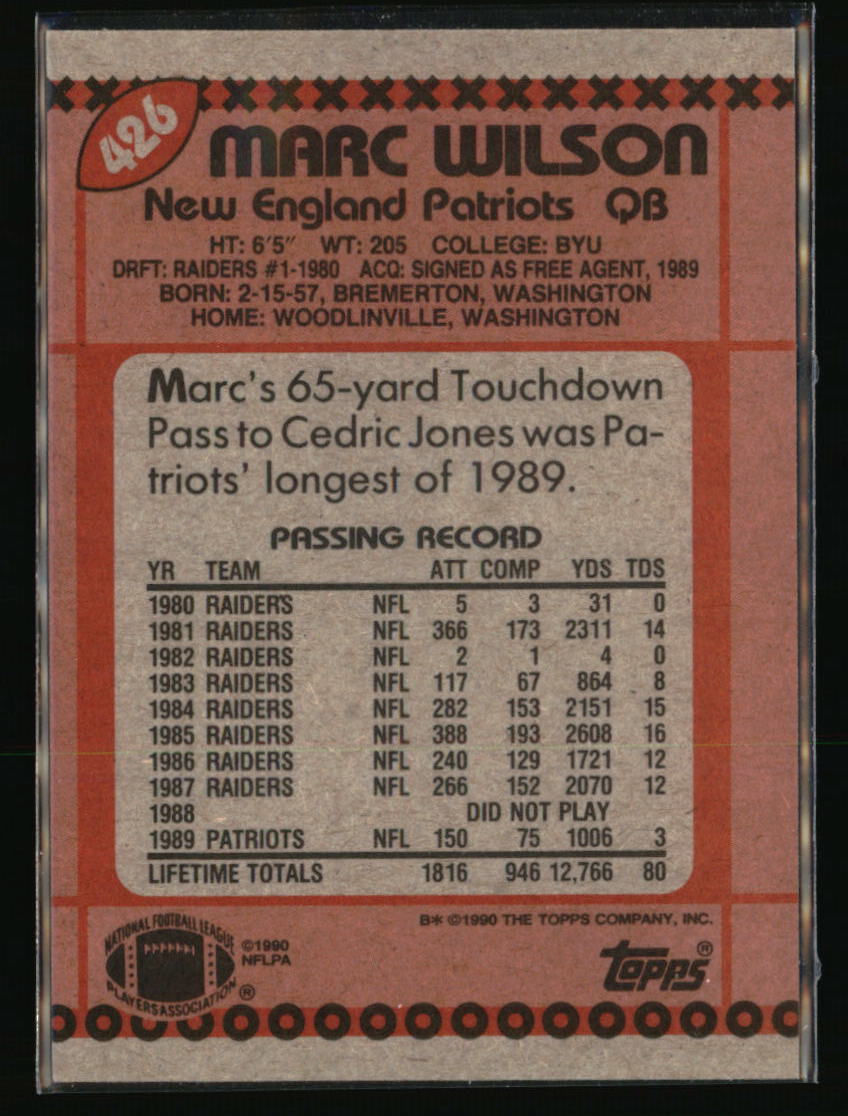 426
MARC WILSON
New England Patriots QB
HT: 6'5" WT: 205 COLLEGE: BYU
DRFT: RAIDERS #1-1980 ACQ: SIGNED AS FREE AGENT, 1989
BORN: 2-15-57, BREMERTON, WASHINGTON
HOME: WOODLINVILLE, WASHINGTON
Marc's 65-yard Touchdown
Pass to Cedric Jones was Pa-
triots' longest of 1989.
PASSING RECORD
YR TEAM ATT COMP YDS TDS
1980 RAIDERS NFL 5 3 31 0
1981 RAIDERS NFL 366 173 2311 14
1982 RAIDERS NFL 2 1 4 0
1983 RAIDERS NFL 117 67 864 8
1984 RAIDERS NFL 282 153 2151 15
1985 RAIDERS NFL 388 193 2608 16
1986 RAIDERS NFL 240 129 1721 12
1987 RAIDERS NFL 266 152 2070 12
1988 DID NOT PLAY
1989 PATRIOTS NFL 150 75 1006 3
LIFETIME TOTALS 1816 946 12,766 80
B* ©1990 THE TOPPS COMPANY, INC.
NATIONAL FOOTBALL LEAGUE
PLAYERS ASSOCIATION ®
©1990
NFLPA
topps®